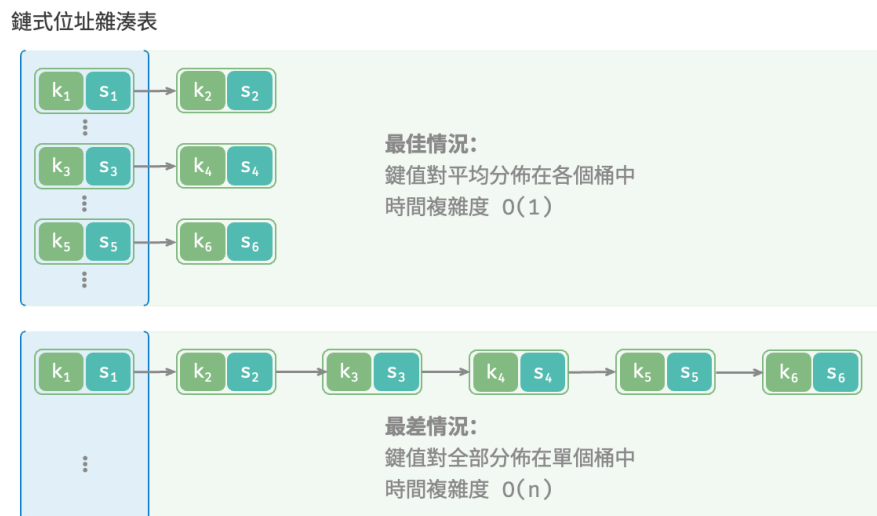 鏈式位址雜湊表
k₁ s₁ k₂ s₂
k₃ s₃ k₄ s₄
k₅ s₅ k₆ s₆
最佳情況：
鍵值對平均分佈在各個桶中
時間複雜度 O(1)
k₁ s₁ k₂ s₂ k₃ s₃ k₄ s₄ k₅ s₅ k₆ s₆
最差情況：
鍵值對全部分佈在單個桶中
時間複雜度 O(n)